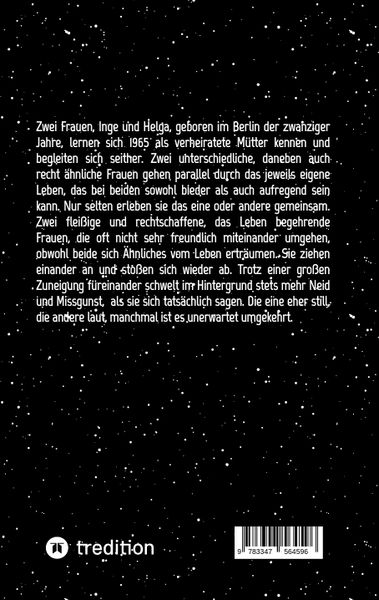 Zwei Frauen, Inge und Helga, geboren im Berlin der zwanziger
Jahre, lernen sich 1965 als verheiratete Mütter kennen und
begleiten sich seither. Zwei unterschiedliche, daneben auch
recht ähnliche Frauen gehen parallel durch das jeweils eigene
Leben, das bei beiden sowohl bieder als auch aufregend sein
kann. Nur selten erleben sie das eine oder andere gemeinsam.
Zwei fleißige und rechtschaffene, das Leben begehrende
Frauen, die oft nicht sehr freundlich miteinander umgehen,
obwohl beide sich Ähnliches vom Leben erträumen. Sie ziehen
einander an und stoßen sich wieder ab. Trotz einer großen
Zuneigung füreinander schwelt im Hintergrund stets mehr Neid
und Missgunst, als sie sich tatsächlich sagen. Die eine eher still,
die andere laut, manchmal ist es unerwartet umgekehrt.
tredition
9 783347 564596